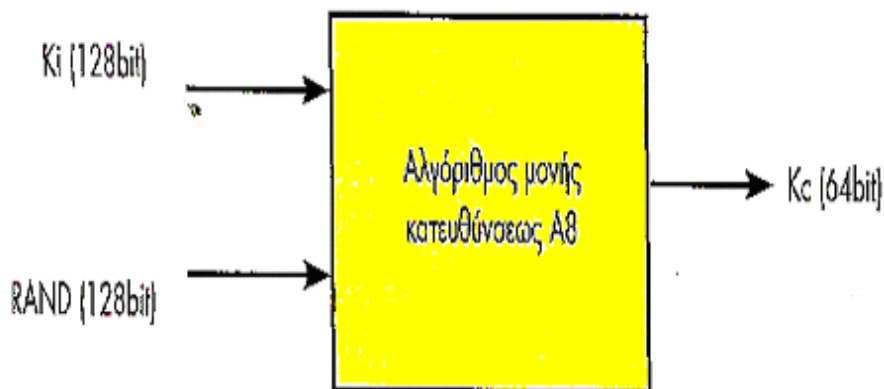 Ki (128bit)
Αλγόριθμος μονής
κατευθύνσεως Α8
Kc (64bit)
RAND (128bit)